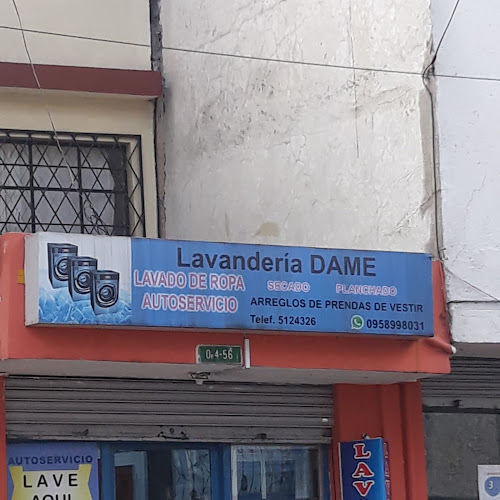 Lavandería DAME
LAVADO DE ROPA
AUTOSERVICIO
SECADO PLANCHADO
ARREGLOS DE PRENDAS DE VESTIR
Telef. 5124326 0958998031
Oe4-56
AUTOSERVICIO
LAVE
AQUI
LAV